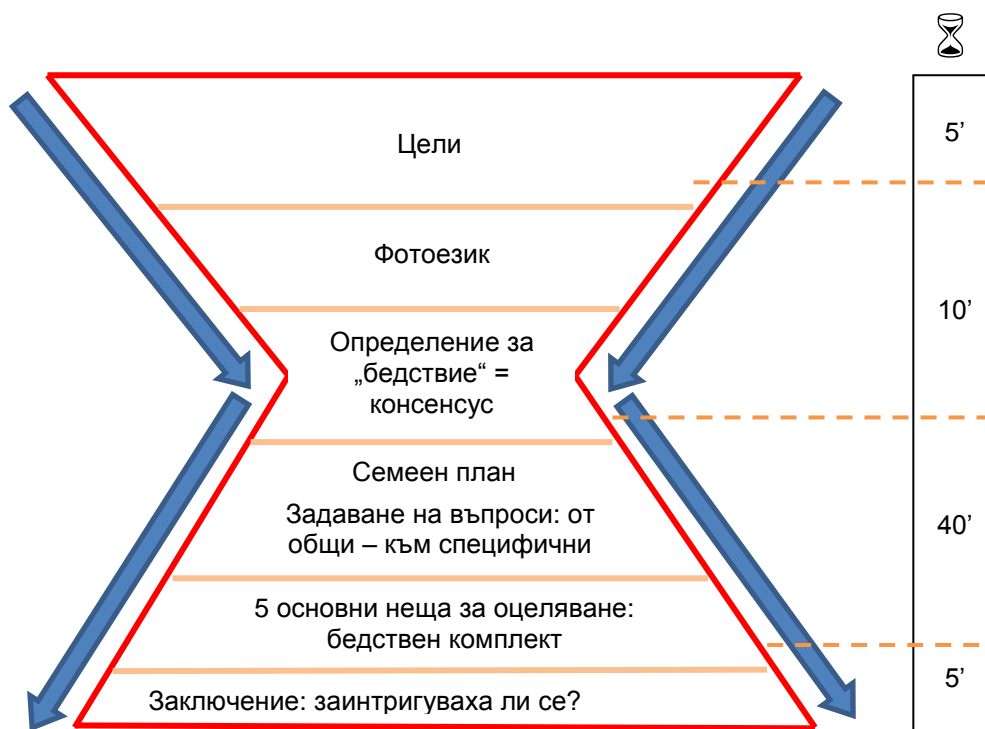 Цели
5’
Фотоезик
10’
Определение за
„бедствие“ =
консенсус
Семеен план
Задаване на въпроси: от
общи – към специфични
40’
5 основни неща за оцеляване:
бедствен комплект
5’
Заключение: заинтригуваха ли се?